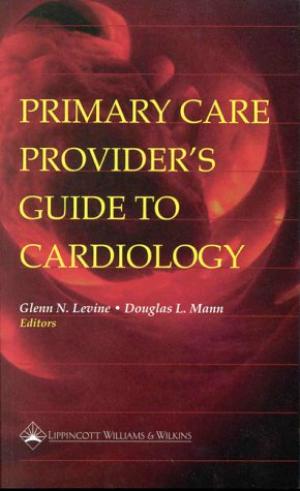 PRIMARY CARE
PROVIDER'S
GUIDE TO
CARDIOLOGY
Glenn N. Levine • Douglas L. Mann
Editors
LIPPINCOTT WILLIAMS & WILKINS